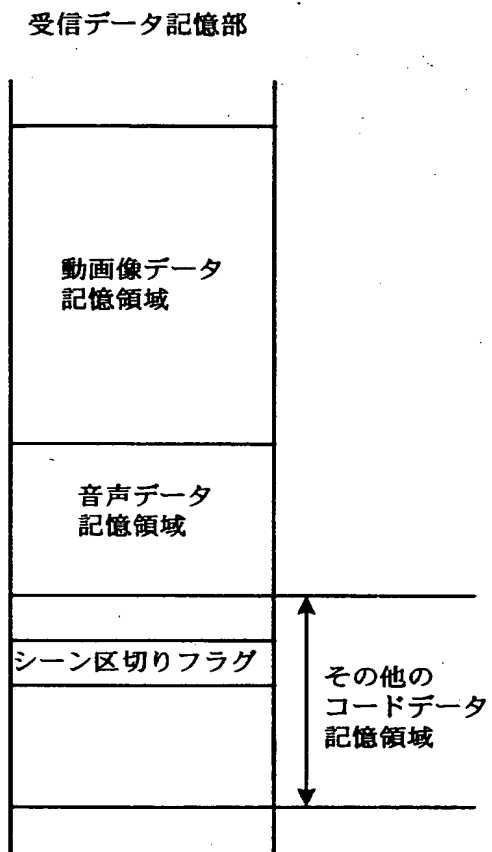 受信データ記憶部
動画像データ
記憶領域
音声データ
記憶領域
シーン区切りフラグ
その他の
コードデータ
記憶領域